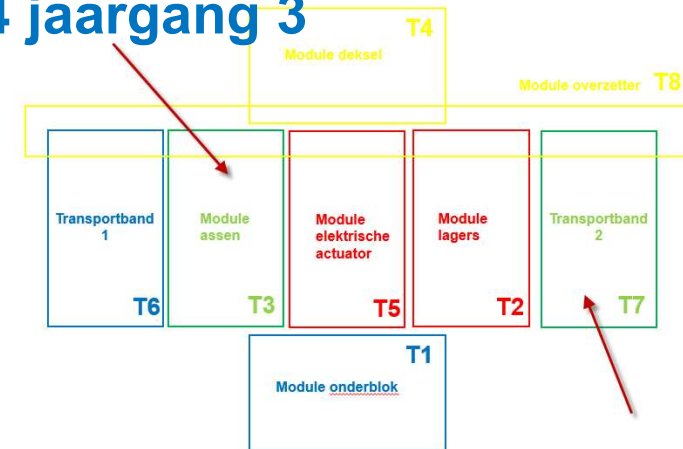 4 jaargang 3
T4
Module deksel
Module overzetter T8
Transportband
1
T6
Module
assen
T3
Module
elektrische
actuator
T5
Module
lagers
T2
Transportband
2
T7
T1
Module onderblok